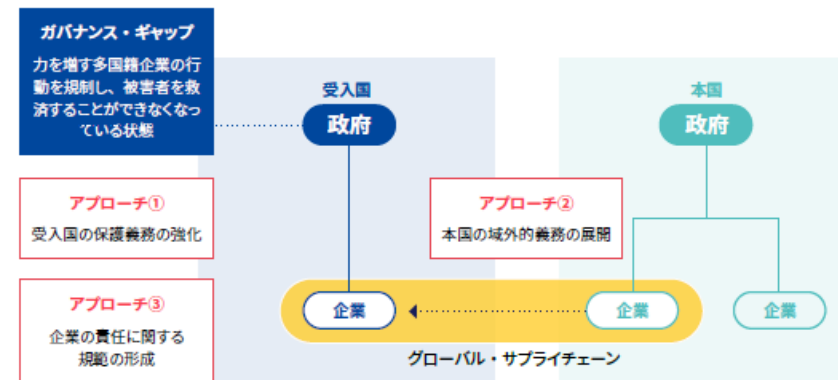 ガバナンス・ギャップ
力を増す多国籍企業の行
動を規制し、被害者を救
済することができなくなっ
ている状態
受入国
政府
本国
政府
アプローチ①
受入国の保護義務の強化
アプローチ②
本国の域外的義務の展開
アプローチ③
企業の責任に関する
規範の形成
企業
企業
企業
グローバル・サプライチェーン